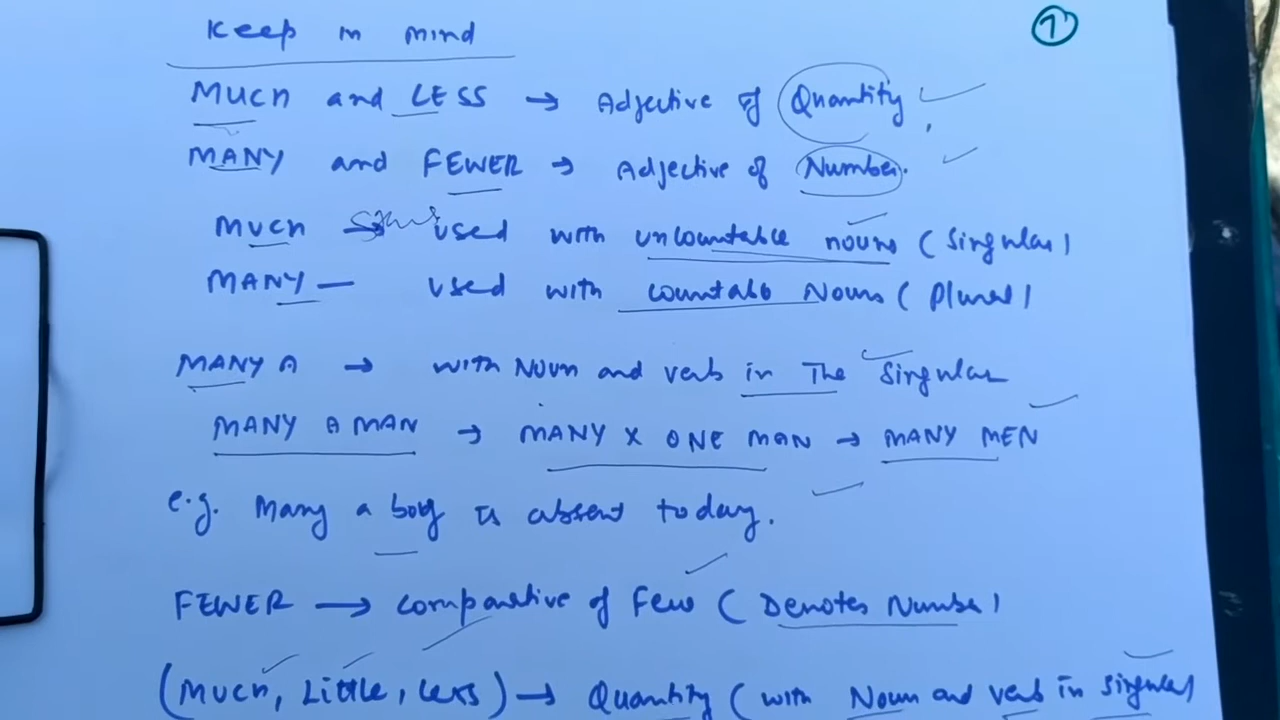 Keep in mind
7
MUCH and LESS → Adjective of Quantity,
MANY and FEWER → Adjective of Number.
MUCH → used with uncountable nouns (Singular)
MANY — used with countable Nouns (Plural)
MANY A → with Noun and verb in The Singular
MANY A MAN → MANY X ONE MAN → MANY MEN
e.g. Many a boy is absent today.
FEWER → comparative of Few (Denotes Number)
(Much, Little, Less) → Quantity (with Noun and verb in Singular